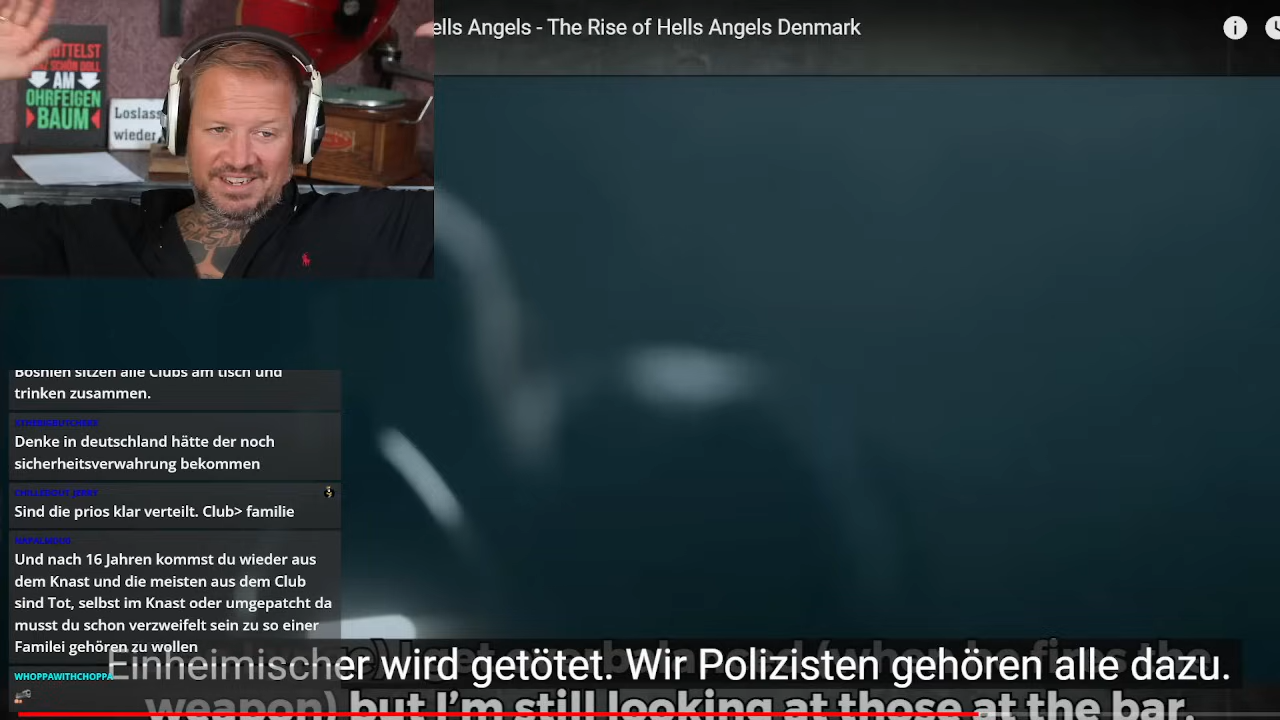 ells Angels - The Rise of Hells Angels Denmark
AM
OHRFEIGEN
BAUM
Loslass
wieder
Bosnien sitzen alle Clubs am tisch und
trinken zusammen.
Denke in deutschland hätte der noch
sicherheitsverwahrung bekommen
CHILLEDOUT JERRY
Sind die prios klar verteilt. Club> familie
Und nach 16 Jahren kommst du wieder aus
dem Knast und die meisten aus dem Club
sind Tot, selbst im Knast oder umgepatcht da
musst du schon verzweifelt sein zu so einer
Familei gehören zu wollen
WHOPPAWITHCHOPPA
Einheimischer wird getötet. Wir Polizisten gehören alle dazu.
weapon) but I'm still looking at those at the bar